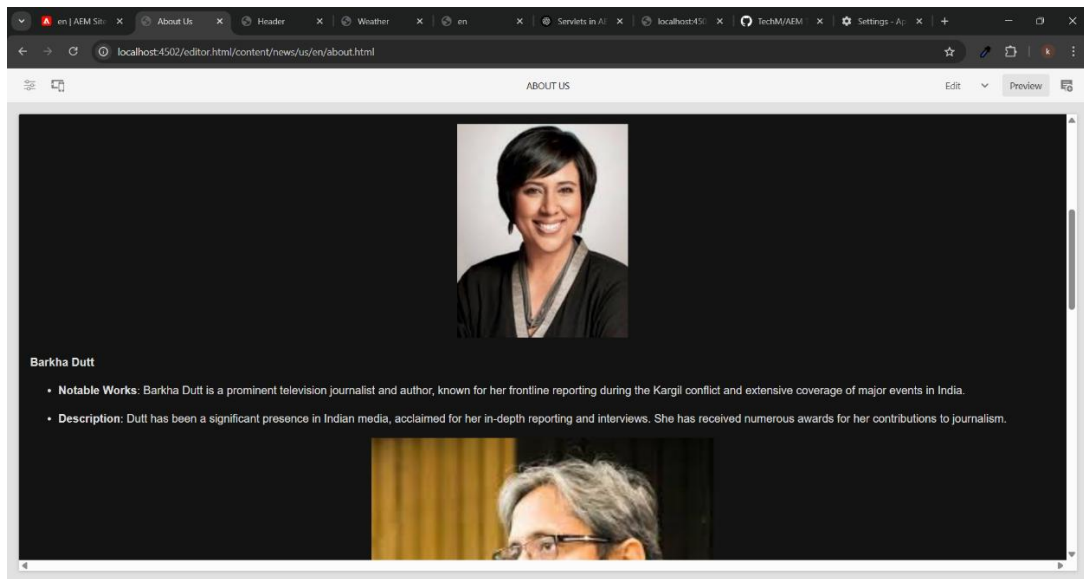 en | AEM Site
About Us
Header
Weather
en
Servlets in AE
localhost:450
TechM/AEM
Settings - Ap
localhost:4502/editor.html/content/news/us/en/about.html
k
ABOUT US
Edit
Preview
Barkha Dutt
• Notable Works: Barkha Dutt is a prominent television journalist and author, known for her frontline reporting during the Kargil conflict and extensive coverage of major events in India.
• Description: Dutt has been a significant presence in Indian media, acclaimed for her in-depth reporting and interviews. She has received numerous awards for her contributions to journalism.